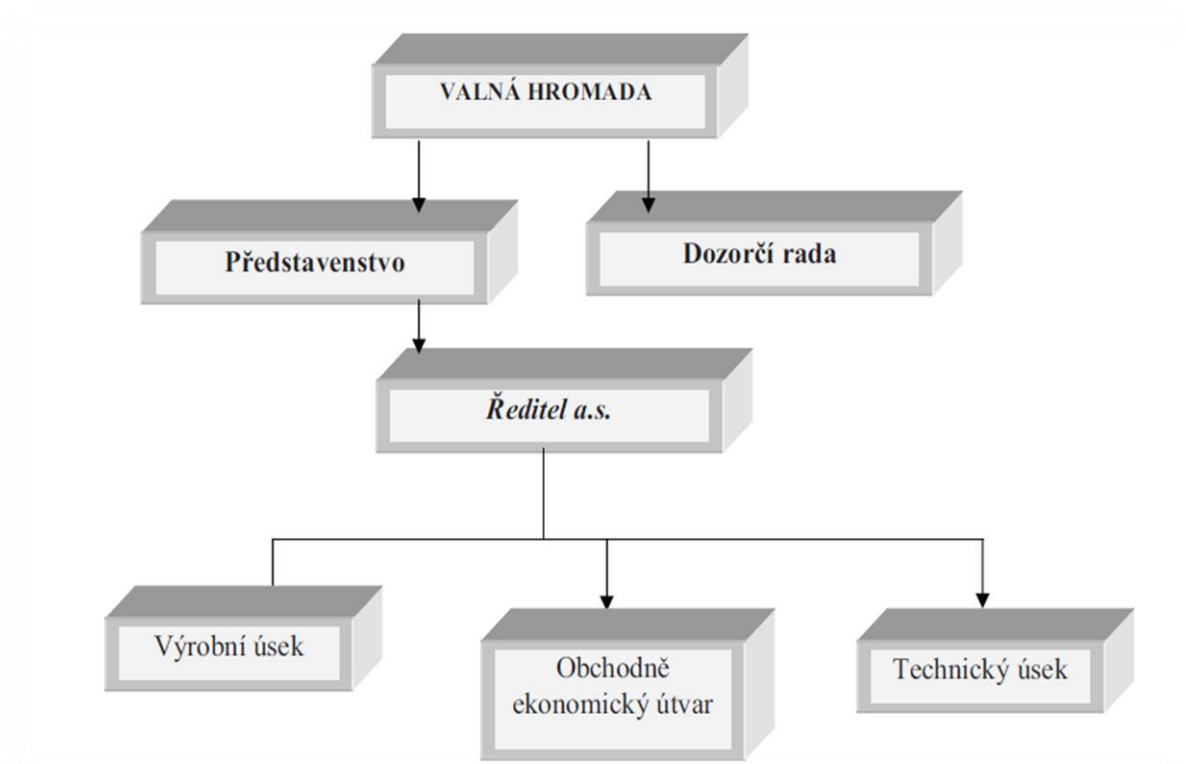 VALNÁ HROMADA
Představenstvo
Dozorčí rada
Ředitel a.s.
Výrobní úsek
Obchodně
ekonomický útvar
Technický úsek